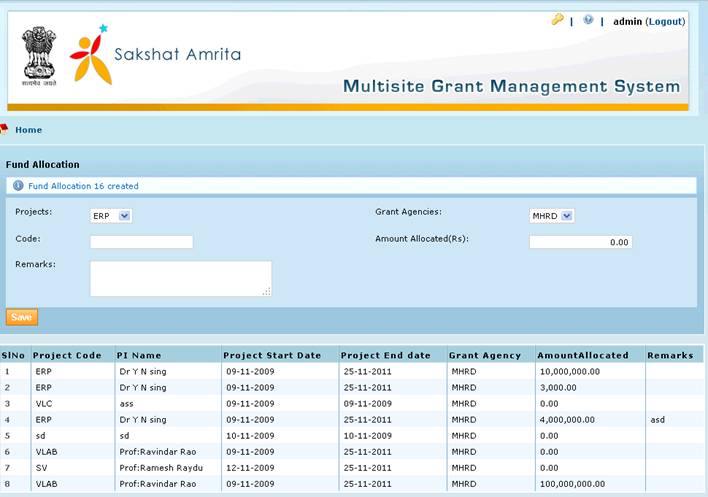 | | admin (Logout)
सत्यमेव जयते
Sakshat Amrita
Multisite Grant Management System
Home
Fund Allocation
Fund Allocation 16 created
Projects: ERP Grant Agencies: MHRD
Code: Amount Allocated(Rs): 0.00
Remarks:
Save
SlNo Project Code PI Name Project Start Date Project End date Grant Agency AmountAllocated Remarks
1 ERP Dr Y N sing 09-11-2009 25-11-2011 MHRD 10,000,000.00
2 ERP Dr Y N sing 09-11-2009 25-11-2011 MHRD 3,000.00
3 VLC ass 09-11-2009 09-11-2009 MHRD 0.00
4 ERP Dr Y N sing 09-11-2009 25-11-2011 MHRD 4,000,000.00 asd
5 sd sd 10-11-2009 10-11-2009 MHRD 0.00
6 VLAB Prof:Ravindar Rao 09-11-2009 25-11-2011 MHRD 0.00
7 SV Prof:Ramesh Raydu 12-11-2009 25-11-2011 MHRD 0.00
8 VLAB Prof:Ravindar Rao 09-11-2009 25-11-2011 MHRD 100,000,000.00